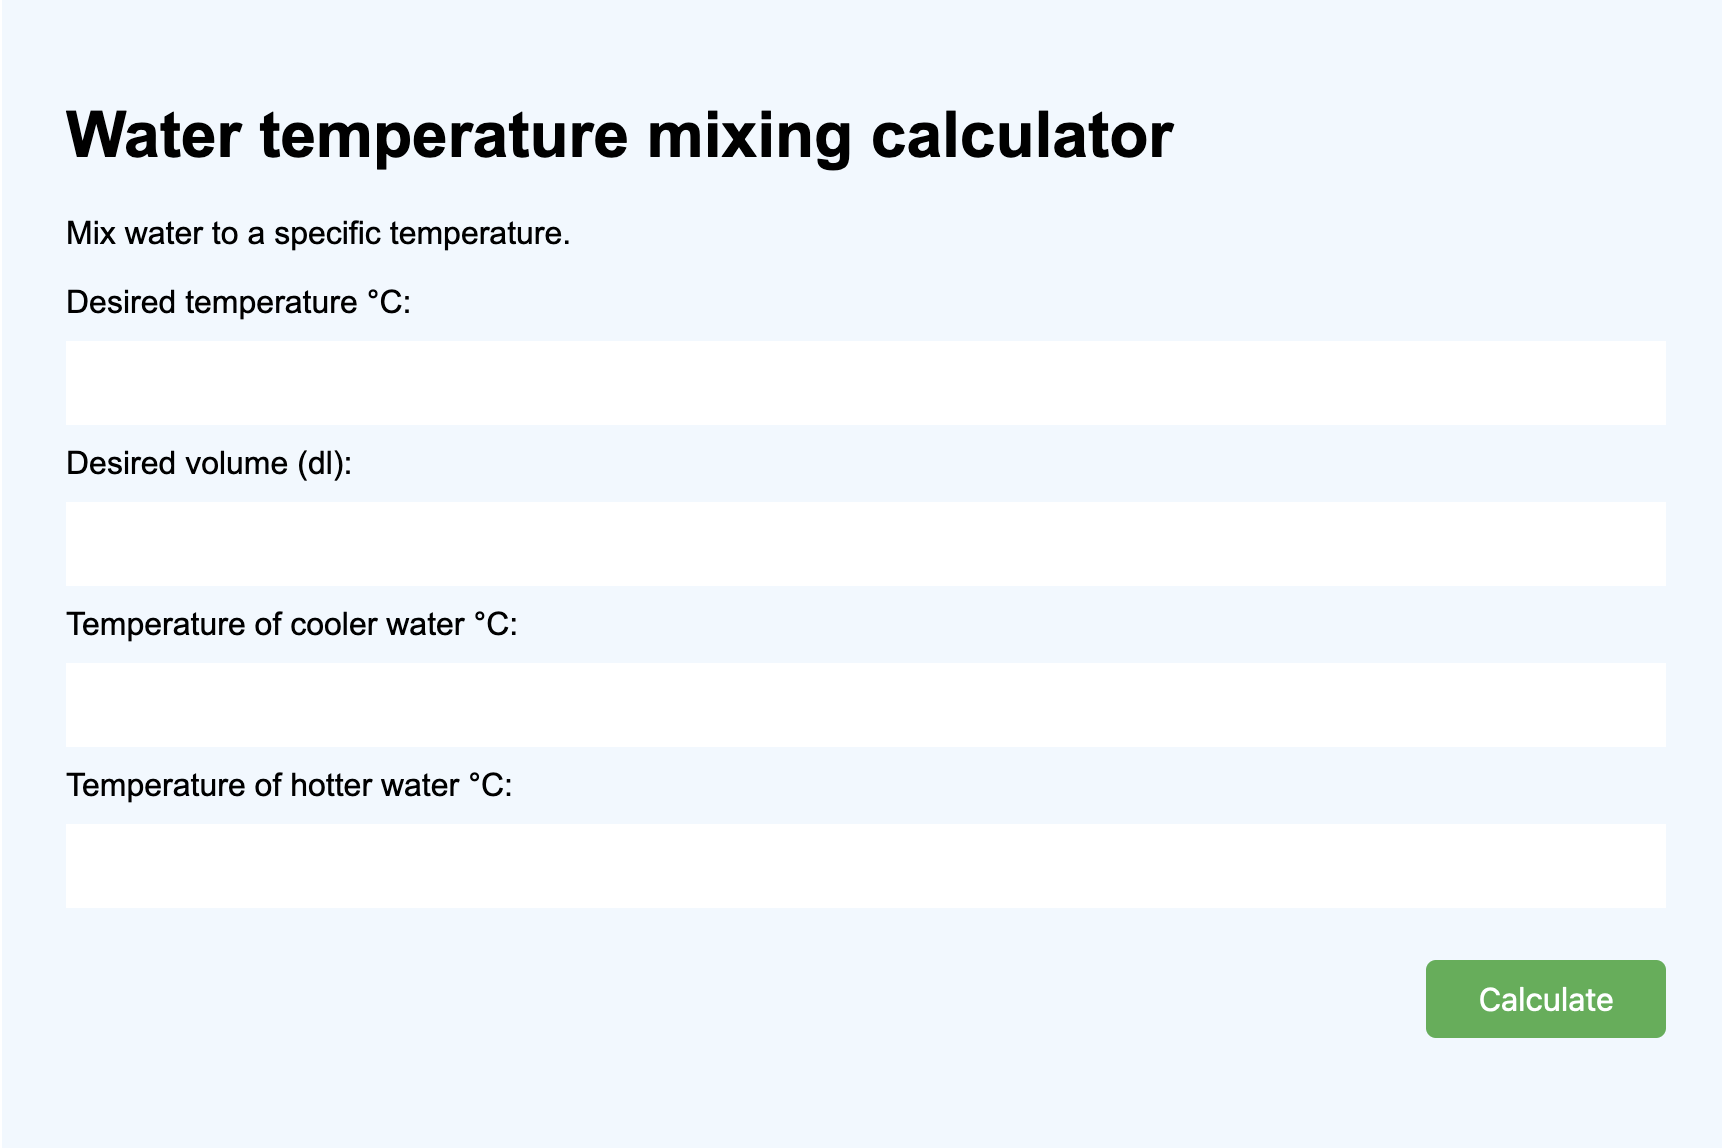 Water temperature mixing calculator
Mix water to a specific temperature.
Desired temperature °C:
Desired volume (dl):
Temperature of cooler water °C:
Temperature of hotter water °C:
Calculate